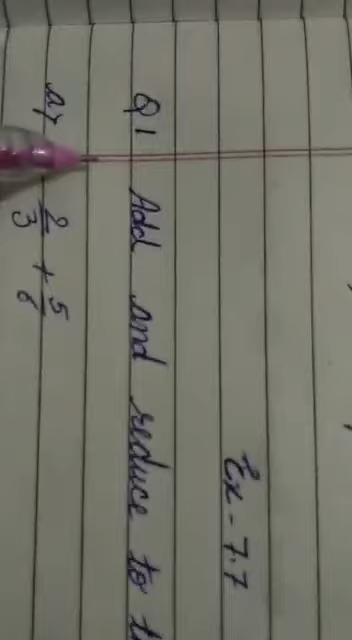 Ex - 7.7
Q1 Add and reduce to
a) 2/3 + 5/6